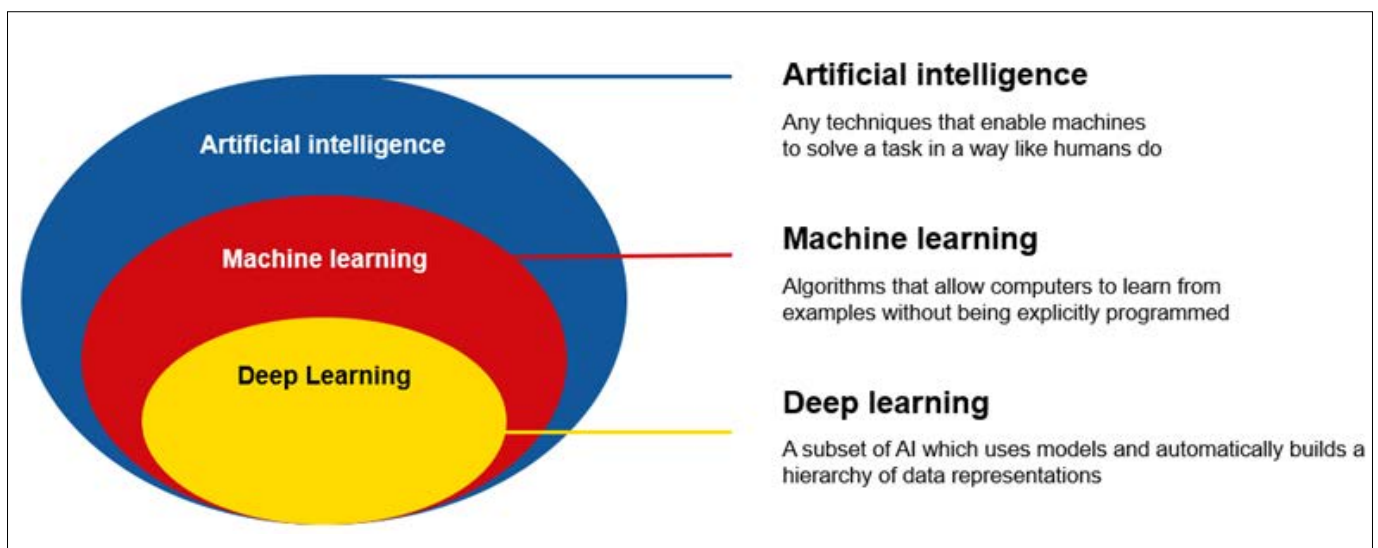 Artificial intelligence
Machine learning
Deep Learning
Artificial intelligence
Any techniques that enable machines
to solve a task in a way like humans do
Machine learning
Algorithms that allow computers to learn from
examples without being explicitly programmed
Deep learning
A subset of AI which uses models and automatically builds a
hierarchy of data representations